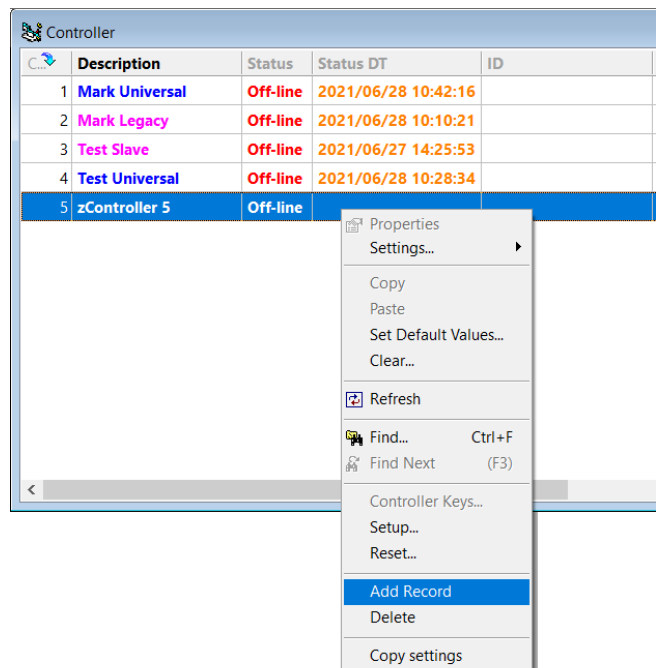 Controller
C... Description Status Status DT ID
1 Mark Universal Off-line 2021/06/28 10:42:16
2 Mark Legacy Off-line 2021/06/28 10:10:21
3 Test Slave Off-line 2021/06/27 14:25:53
4 Test Universal Off-line 2021/06/28 10:28:34
5 zController 5 Off-line
Properties
Settings...
Copy
Paste
Set Default Values...
Clear...
Refresh
Find... Ctrl+F
Find Next (F3)
Controller Keys...
Setup...
Reset...
Add Record
Delete
Copy settings